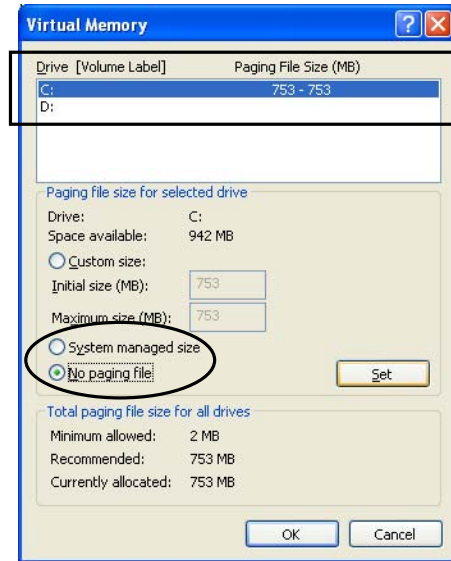 Virtual Memory
Drive [Volume Label] Paging File Size (MB)
C: 753 - 753
D:
Paging file size for selected drive
Drive: C:
Space available: 942 MB
Custom size:
Initial size (MB): 753
Maximum size (MB): 753
System managed size
No paging file
Set
Total paging file size for all drives
Minimum allowed: 2 MB
Recommended: 753 MB
Currently allocated: 753 MB
OK Cancel